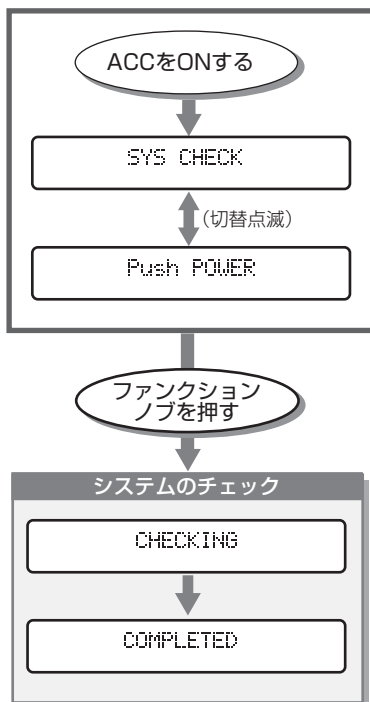 ACCをONする
SYS CHECK
(切替点滅)
Push POWER
ファンクション
ノブを押す
システムのチェック
CHECKING
COMPLETED